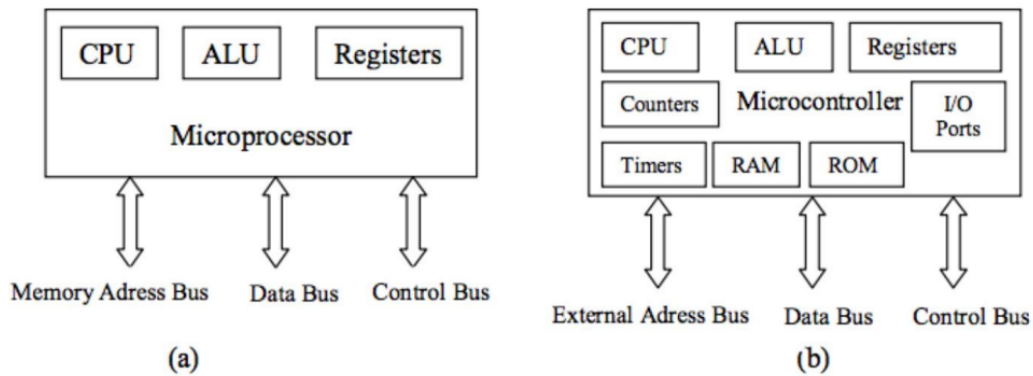 CPU
ALU
Registers
Microprocessor
Memory Adress Bus
Data Bus
Control Bus
(a)
CPU
ALU
Registers
Counters
Microcontroller
I/O
Ports
Timers
RAM
ROM
External Adress Bus
Data Bus
Control Bus
(b)